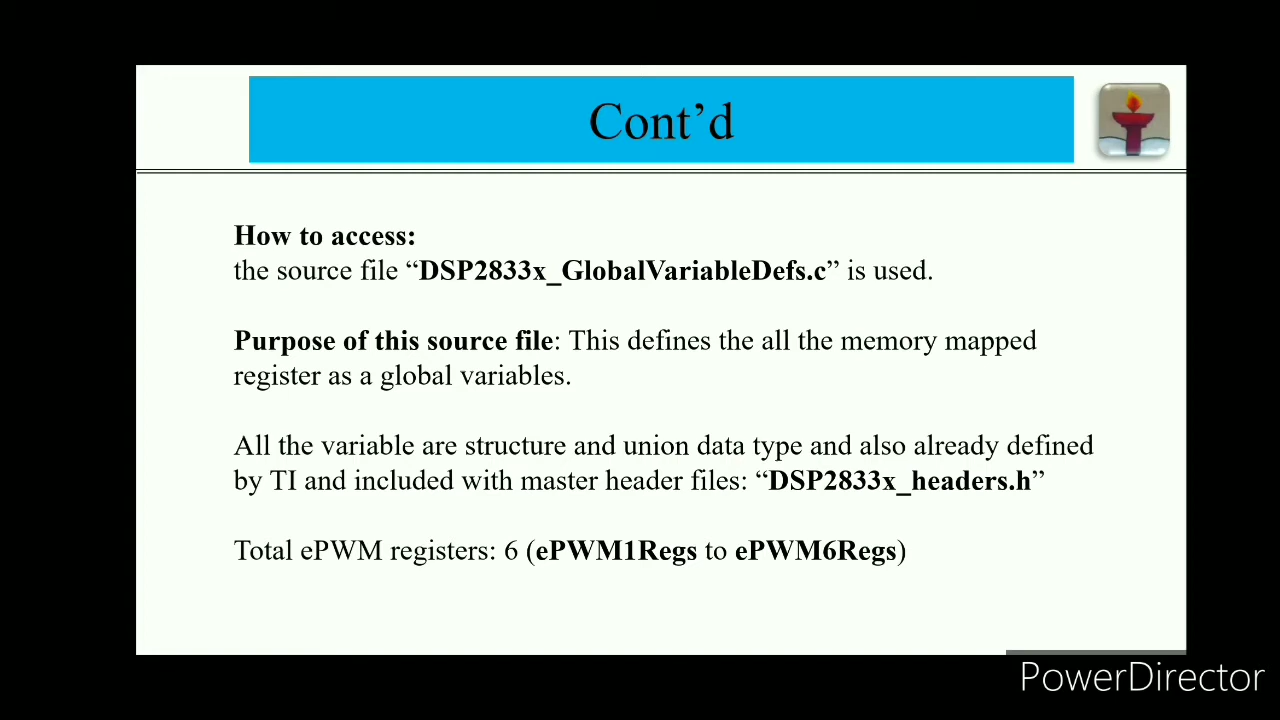 Cont’d
How to access:
the source file “DSP2833x_GlobalVariableDefs.c” is used.
Purpose of this source file: This defines the all the memory mapped
register as a global variables.
All the variable are structure and union data type and also already defined
by TI and included with master header files: “DSP2833x_headers.h”
Total ePWM registers: 6 (ePWM1Regs to ePWM6Regs)
PowerDirector